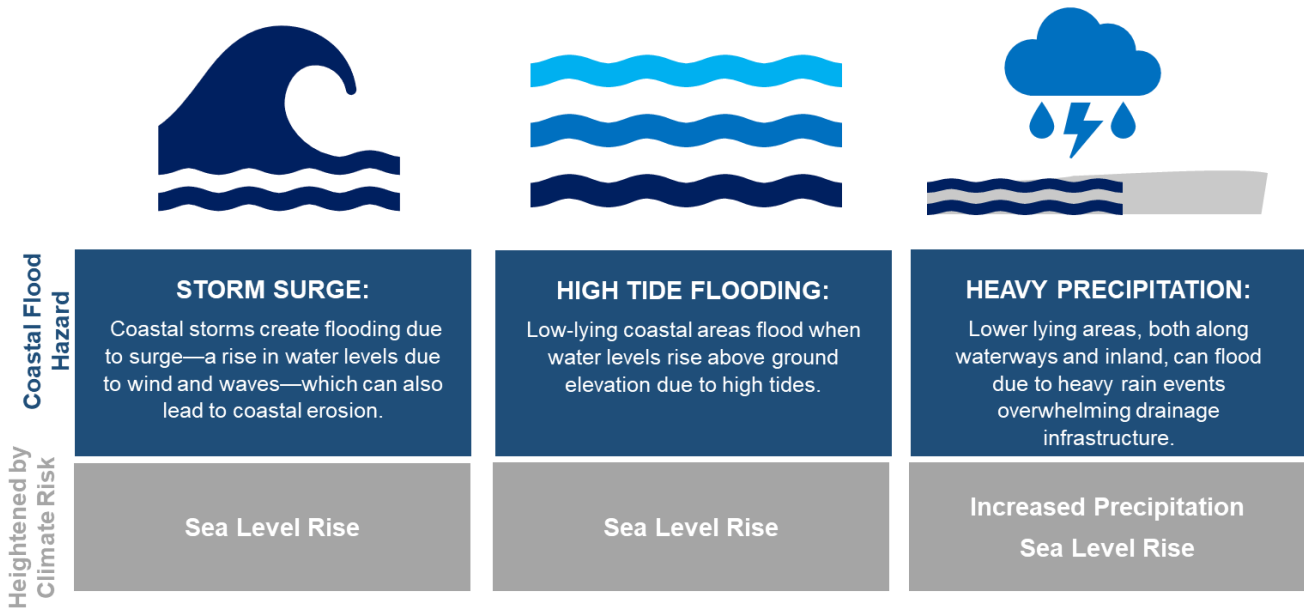 Coastal Flood
Hazard
STORM SURGE:
Coastal storms create flooding due
to surge—a rise in water levels due
to wind and waves—which can also
lead to coastal erosion.
HIGH TIDE FLOODING:
Low-lying coastal areas flood when
water levels rise above ground
elevation due to high tides.
HEAVY PRECIPITATION:
Lower lying areas, both along
waterways and inland, can flood
due to heavy rain events
overwhelming drainage
infrastructure.
Heightened by
Climate Risk
Sea Level Rise
Sea Level Rise
Increased Precipitation
Sea Level Rise